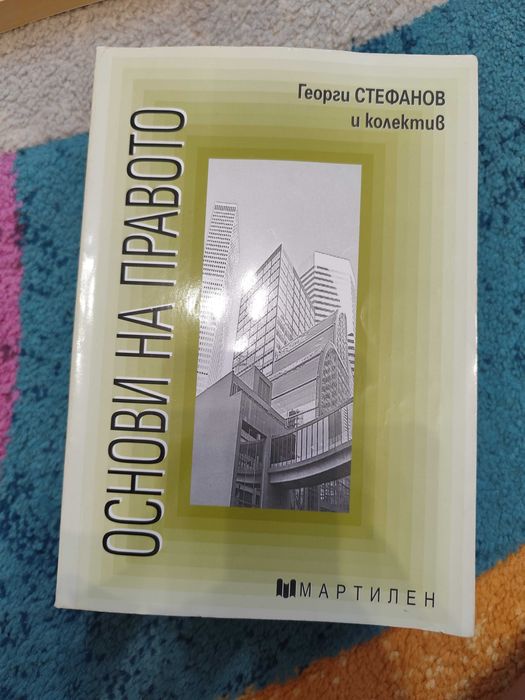 Георги СТЕФАНОВ
и колектив
ОСНОВИ НА ПРАВОТО
МАРТИЛЕН